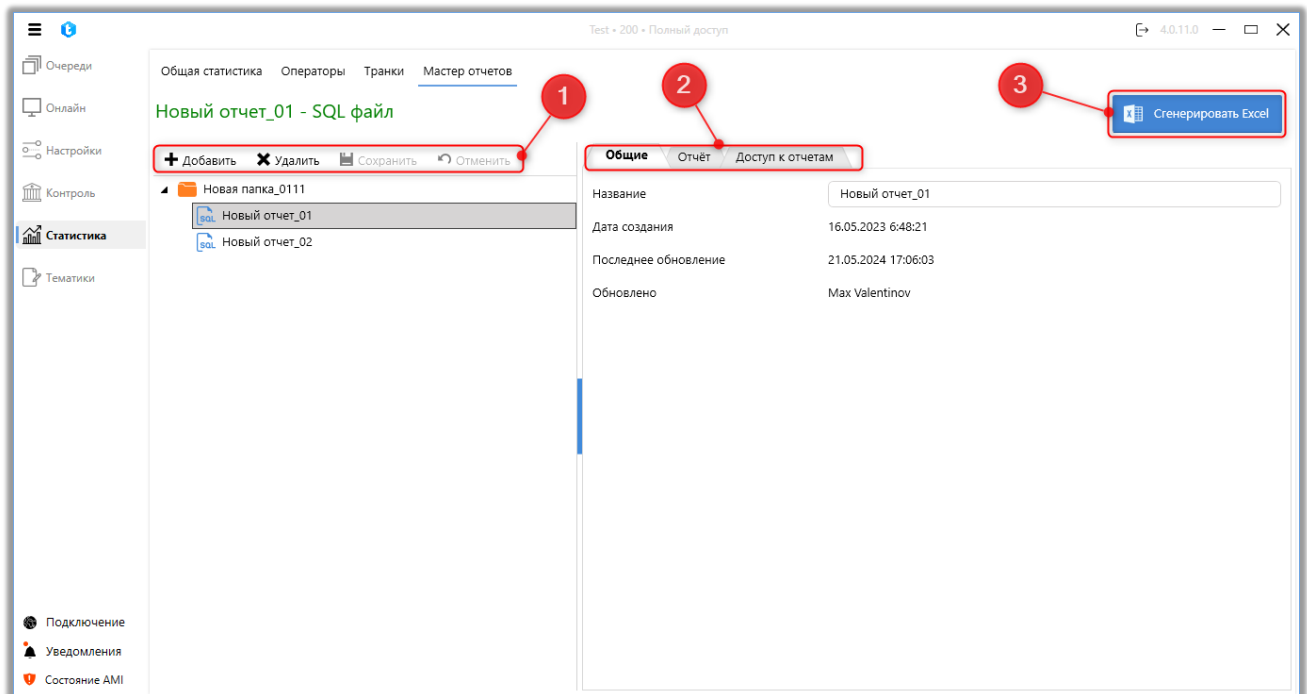 Test • 200 • Полный доступ
4.0.11.0
Очереди
Онлайн
Настройки
Контроль
Статистика
Тематики
Подключение
Уведомления
Состояние AMI
Общая статистика Операторы Транки Мастер отчетов
Новый отчет_01 - SQL файл
1
2
3
Сгенерировать Excel
Добавить Удалить Сохранить Отменить
Новая папка_0111
SQL Новый отчет_01
SQL Новый отчет_02
Общие Отчёт Доступ к отчетам
Название Новый отчет_01
Дата создания 16.05.2023 6:48:21
Последнее обновление 21.05.2024 17:06:03
Обновлено Max Valentinov